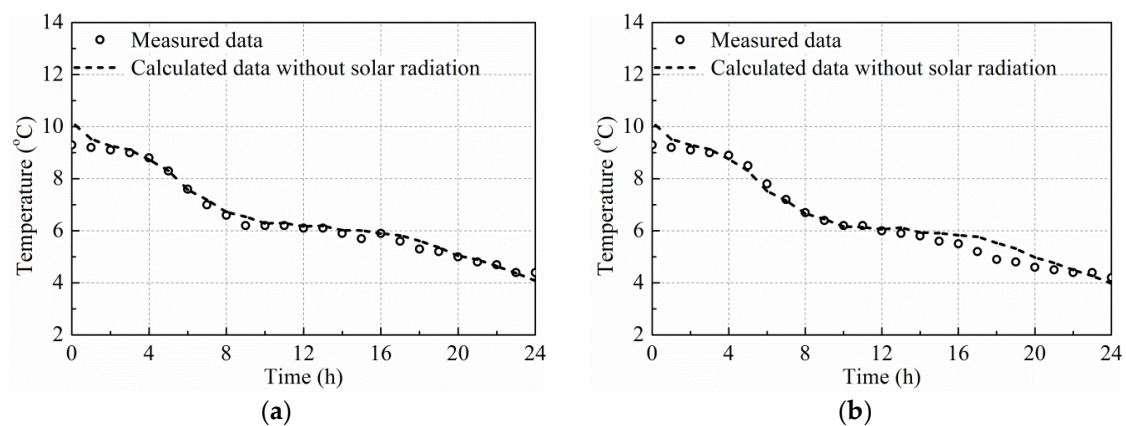 14
12
10
8
6
4
2
Temperature (°C)
Measured data
Calculated data without solar radiation
0 4 8 12 16 20 24
Time (h)
(a)
14
12
10
8
6
4
2
Temperature (°C)
Measured data
Calculated data without solar radiation
0 4 8 12 16 20 24
Time (h)
(b)